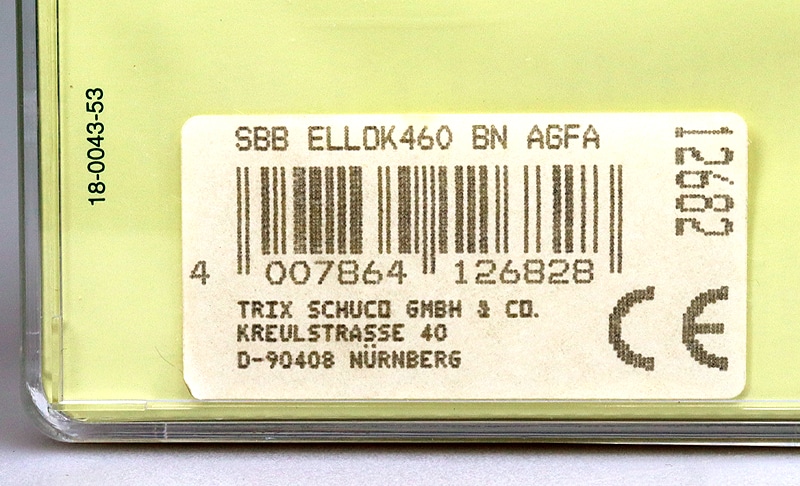 18-0043-53
SBB ELLOK460 BN AGFA
12682
4 007864 126828
TRIX SCHUCO GMBH & CO.
KREULSTRASSE 40
D-90408 NÜRNBERG
CE